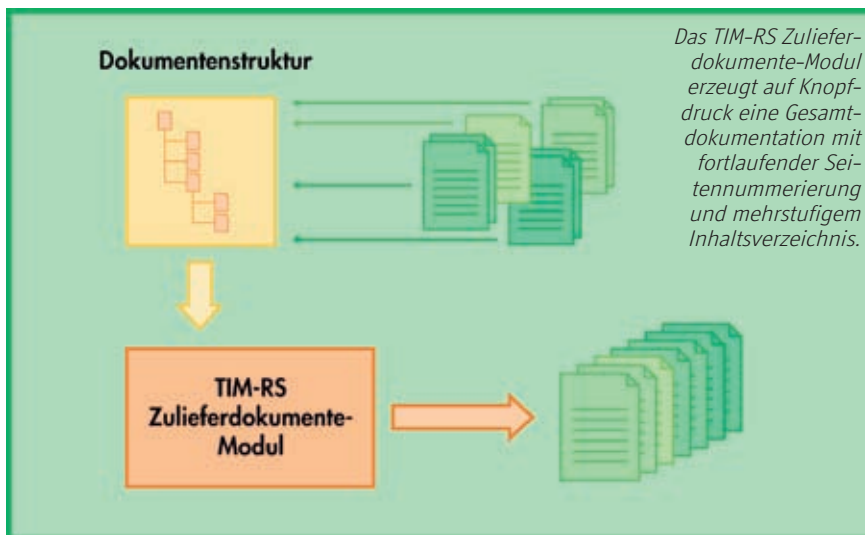 Dokumentenstruktur
Das TIM-RS Zuliefer-
dokumente-Modul
erzeugt auf Knopf-
druck eine Gesamt-
dokumentation mit
fortlaufender Sei-
tennummerierung
und mehrstufigem
Inhaltsverzeichnis.
TIM-RS
Zulieferdokumente-
Modul